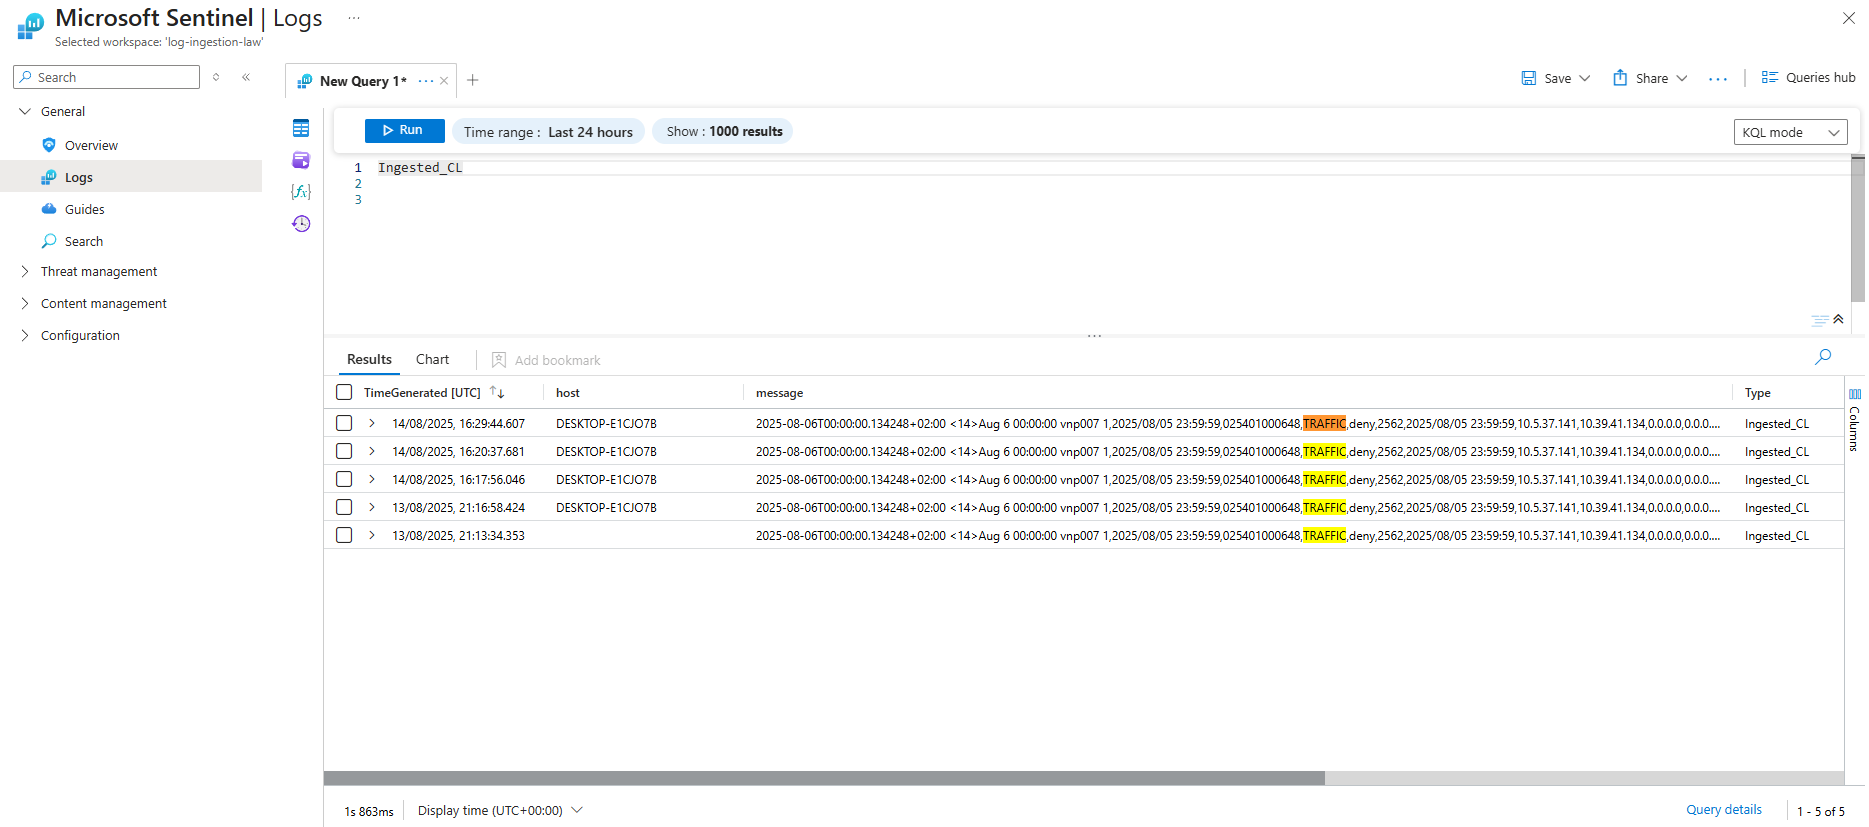 Microsoft Sentinel | Logs ...
Selected workspace: 'log-ingestion-law'
Search
General
Overview
Logs
Guides
Search
Threat management
Content management
Configuration
New Query 1* ...
Save
Share
...
Queries hub
Run
Time range : Last 24 hours
Show : 1000 results
KQL mode
1 Ingested_CL
2
3
Results
Chart
Add bookmark
TimeGenerated [UTC] host message Type
14/08/2025, 16:29:44.607 DESKTOP-E1CJO7B 2025-08-06T00:00:00.134248+02:00 <14>Aug 6 00:00:00 vnp007 1,2025/08/05 23:59:59,025401000648,TRAFFIC,deny,2562,2025/08/05 23:59:59,10.5.37.141,10.39.41.134,0.0.0.0,0.0.0.... Ingested_CL
14/08/2025, 16:20:37.681 DESKTOP-E1CJO7B 2025-08-06T00:00:00.134248+02:00 <14>Aug 6 00:00:00 vnp007 1,2025/08/05 23:59:59,025401000648,TRAFFIC,deny,2562,2025/08/05 23:59:59,10.5.37.141,10.39.41.134,0.0.0.0,0.0.0.... Ingested_CL
14/08/2025, 16:17:56.046 DESKTOP-E1CJO7B 2025-08-06T00:00:00.134248+02:00 <14>Aug 6 00:00:00 vnp007 1,2025/08/05 23:59:59,025401000648,TRAFFIC,deny,2562,2025/08/05 23:59:59,10.5.37.141,10.39.41.134,0.0.0.0,0.0.0.... Ingested_CL
13/08/2025, 21:16:58.424 DESKTOP-E1CJO7B 2025-08-06T00:00:00.134248+02:00 <14>Aug 6 00:00:00 vnp007 1,2025/08/05 23:59:59,025401000648,TRAFFIC,deny,2562,2025/08/05 23:59:59,10.5.37.141,10.39.41.134,0.0.0.0,0.0.0.... Ingested_CL
13/08/2025, 21:13:34.353 2025-08-06T00:00:00.134248+02:00 <14>Aug 6 00:00:00 vnp007 1,2025/08/05 23:59:59,025401000648,TRAFFIC,deny,2562,2025/08/05 23:59:59,10.5.37.141,10.39.41.134,0.0.0.0,0.0.0.... Ingested_CL
Columns
1s 863ms
Display time (UTC+00:00)
Query details
1 - 5 of 5